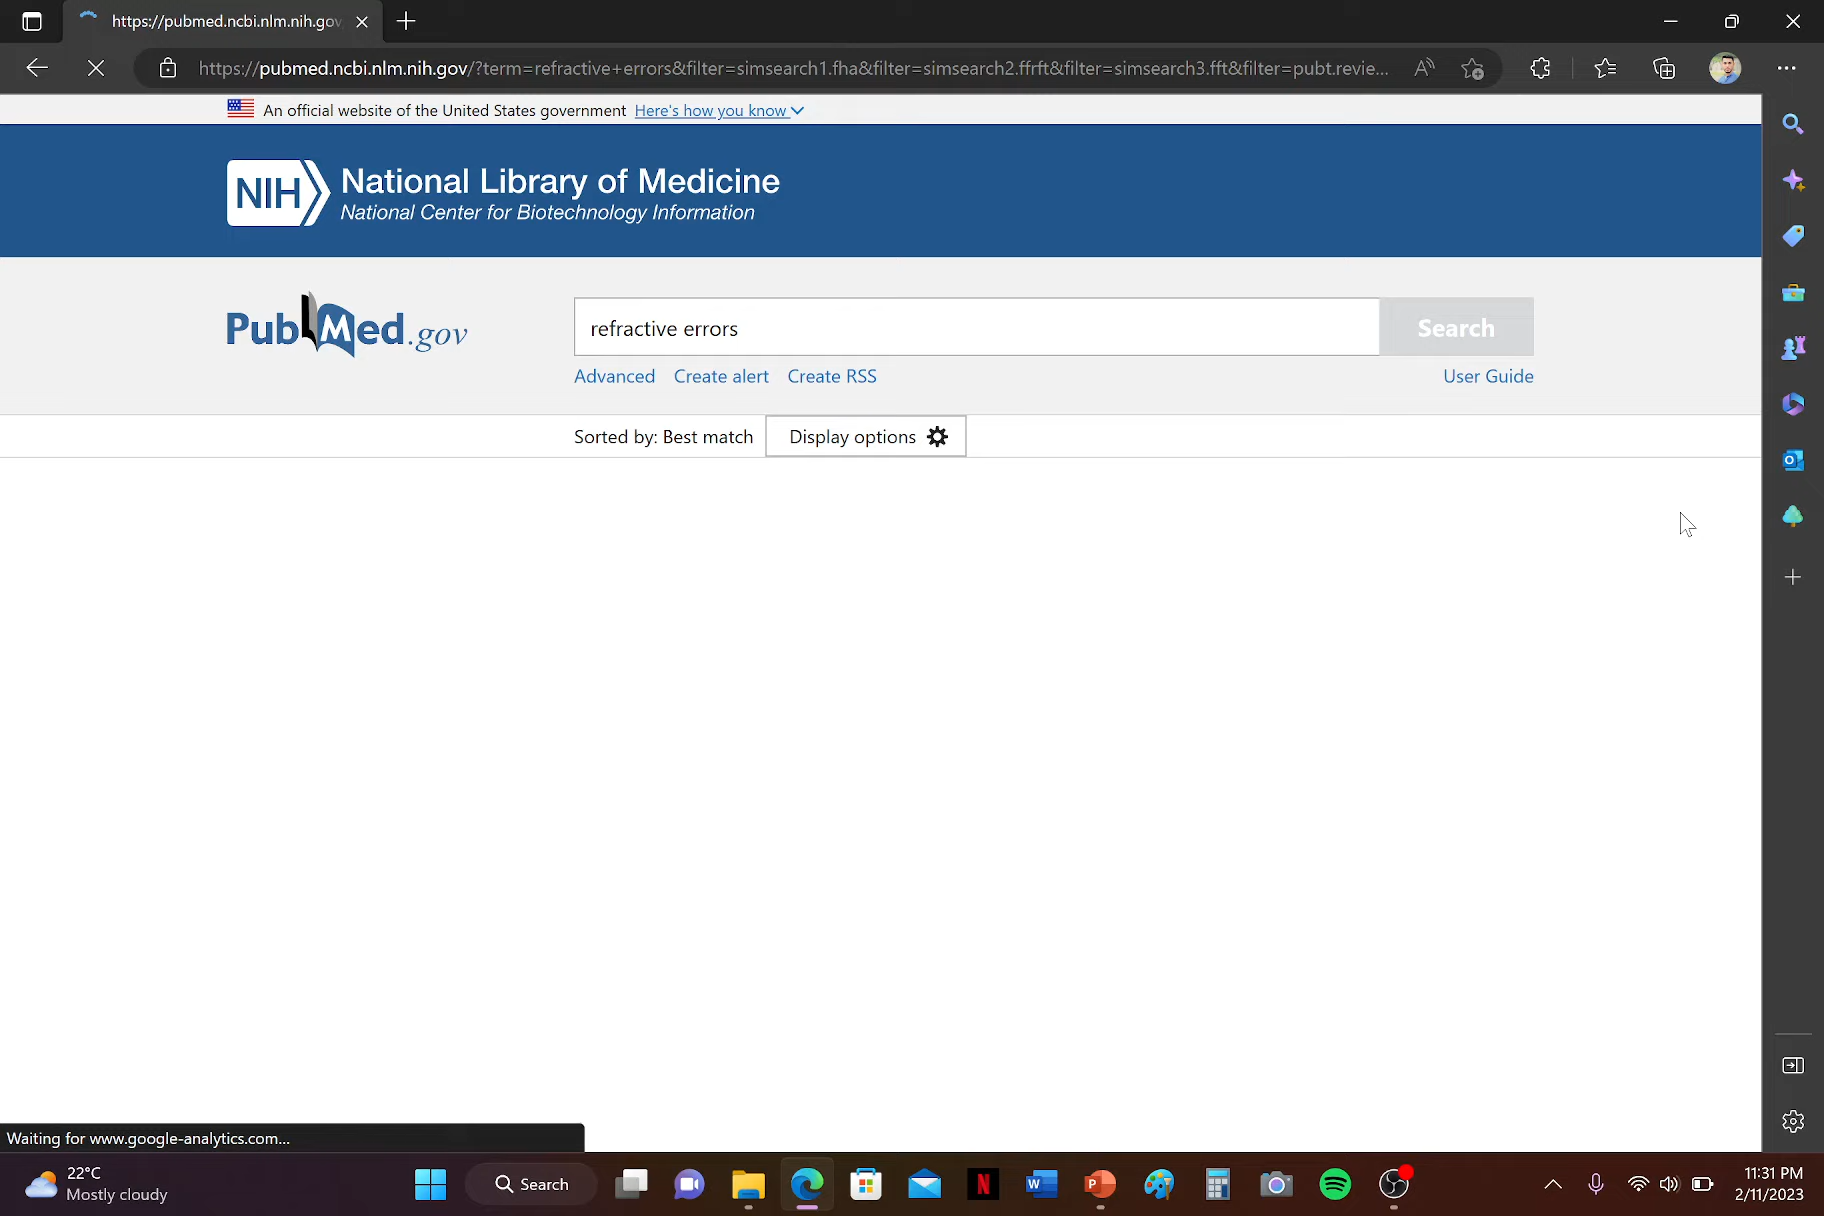 https://pubmed.ncbi.nlm.nih.gov
https://pubmed.ncbi.nlm.nih.gov/?term=refractive+errors&filter=simsearch1.fha&filter=simsearch2.ffrft&filter=simsearch3.fft&filter=pubt.revie...
An official website of the United States government Here's how you know
NIH National Library of Medicine
National Center for Biotechnology Information
PubMed.gov
refractive errors
Search
Advanced Create alert Create RSS User Guide
Sorted by: Best match Display options
Waiting for www.google-analytics.com...
22°C
Mostly cloudy
Search
11:31 PM
2/11/2023